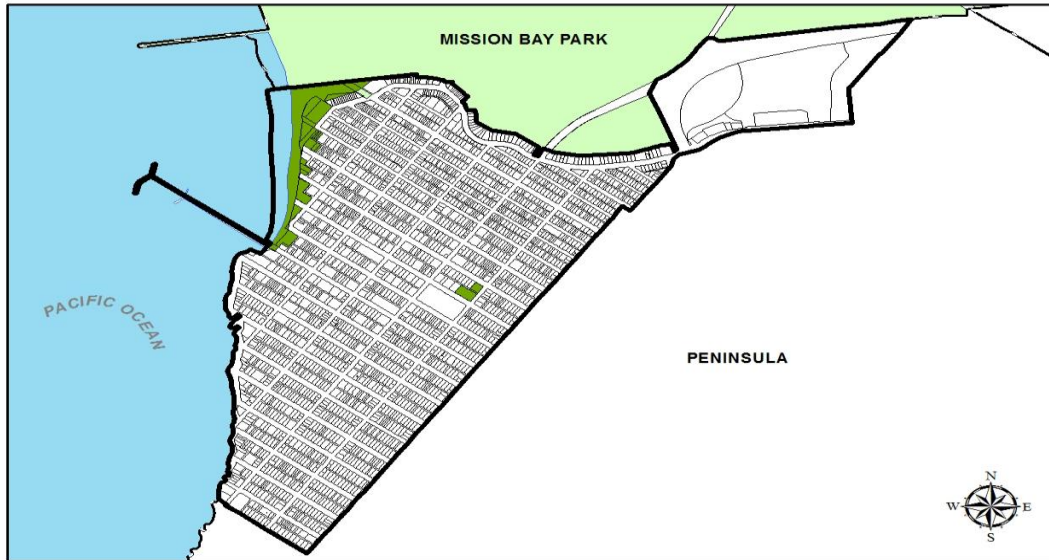 MISSION BAY PARK
PACIFIC OCEAN
PENINSULA
N
W E
S